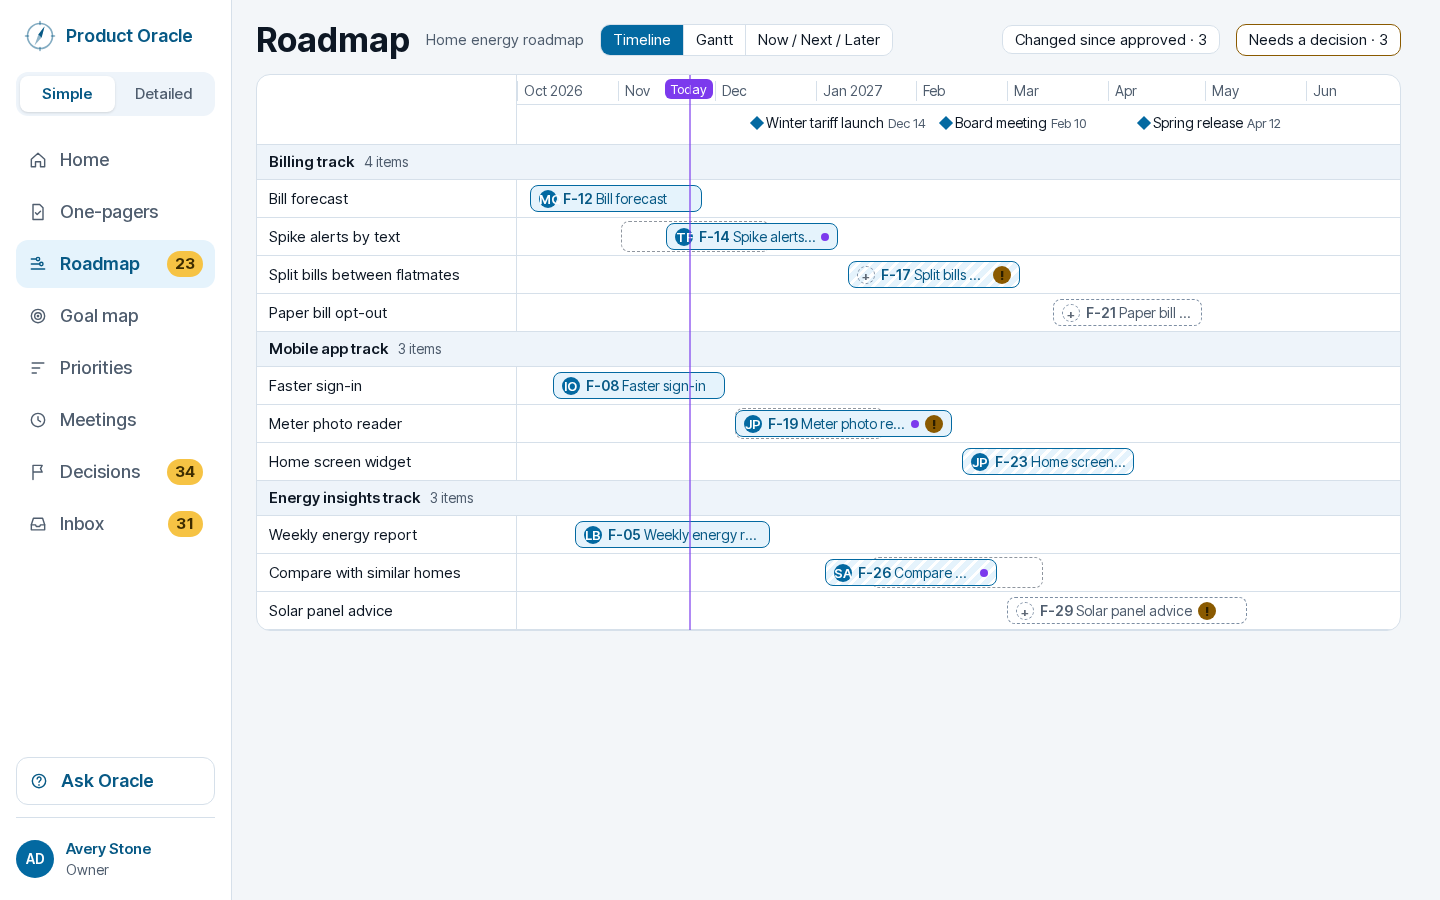 Product Oracle
Simple
Detailed
Home
One-pagers
Roadmap 23
Goal map
Priorities
Meetings
Decisions 34
Inbox 31
Ask Oracle
AD
Avery Stone
Owner
Roadmap
Home energy roadmap
Timeline
Gantt
Now / Next / Later
Changed since approved · 3
Needs a decision · 3
Oct 2026
Nov
Today
Dec
Jan 2027
Feb
Mar
Apr
May
Jun
Winter tariff launch Dec 14
Board meeting Feb 10
Spring release Apr 12
Billing track 4 items
Bill forecast
F-12 Bill forecast
Spike alerts by text
F-14 Spike alerts...
Split bills between flatmates
+ F-17 Split bills ... !
Paper bill opt-out
+ F-21 Paper bill ...
Mobile app track 3 items
Faster sign-in
IO F-08 Faster sign-in
Meter photo reader
JP F-19 Meter photo re... !
Home screen widget
JP F-23 Home screen...
Energy insights track 3 items
Weekly energy report
LB F-05 Weekly energy r...
Compare with similar homes
SA F-26 Compare ...
Solar panel advice
+ F-29 Solar panel advice !